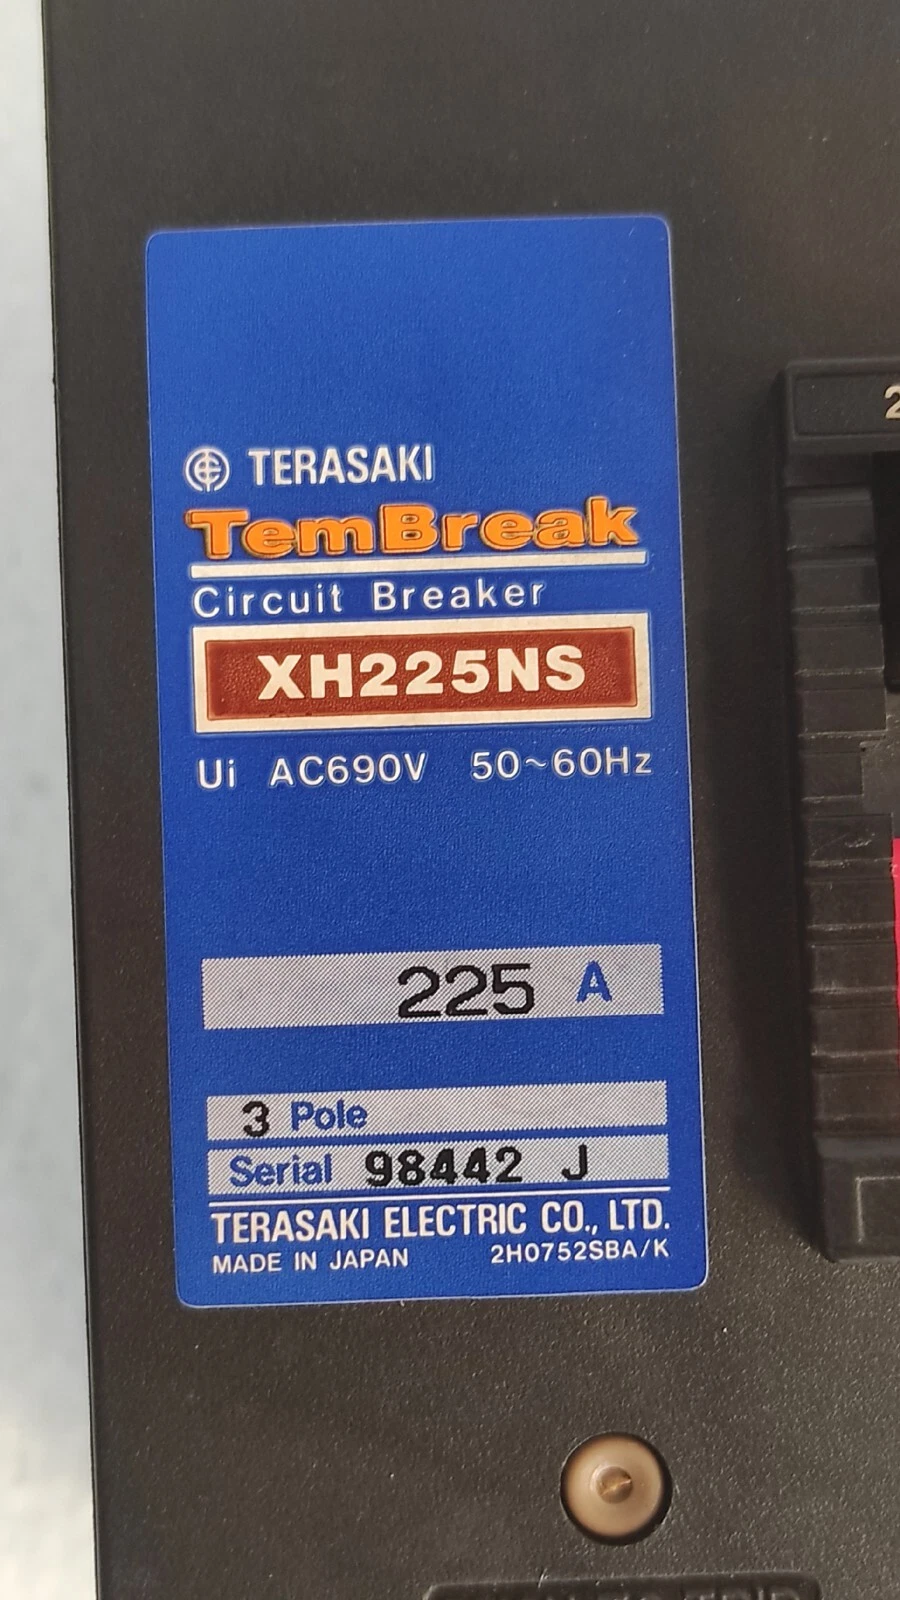 TERASAKI
TemBreak
Circuit Breaker
XH225NS
Ui AC690V 50~60Hz
225 A
3 Pole
Serial 98442 J
TERASAKI ELECTRIC CO., LTD.
MADE IN JAPAN 2H0752SBA/K
2